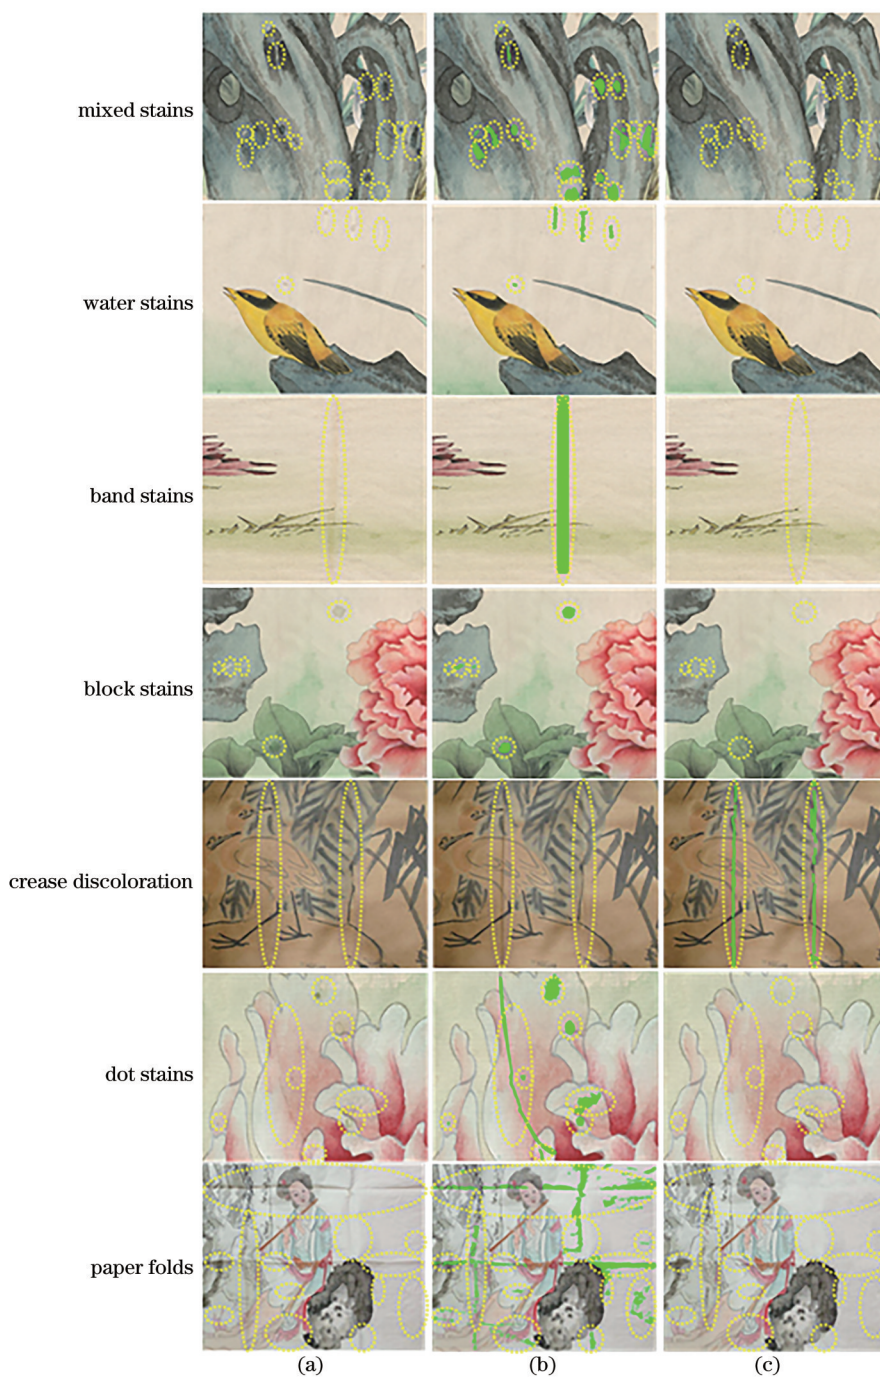 mixed stains
water stains
band stains
block stains
crease discoloration
dot stains
paper folds
(a)
(b)
(c)